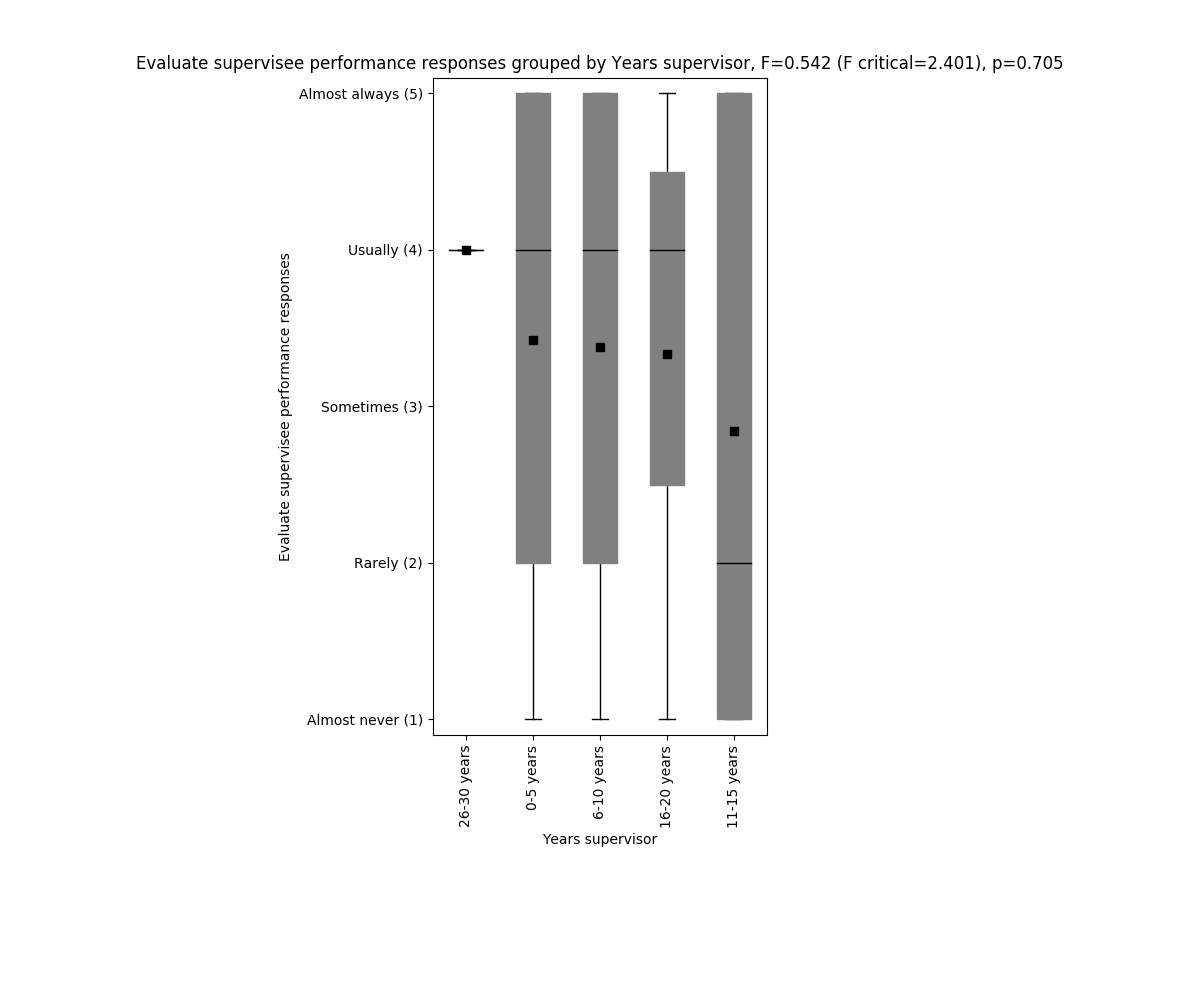 Evaluate supervisee performance responses grouped by Years supervisor, F=0.542 (F critical=2.401), p=0.705
Almost always (5)
Usually (4)
Sometimes (3)
Rarely (2)
Almost never (1)
Evaluate supervisee performance responses
26-30 years
0-5 years
6-10 years
16-20 years
11-15 years
Years supervisor